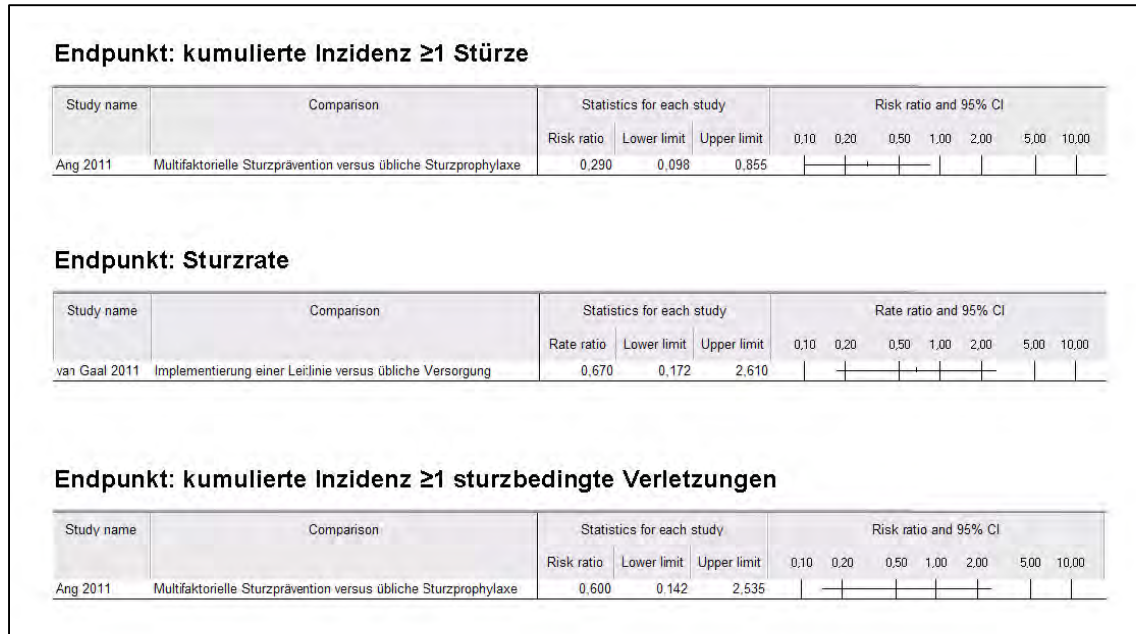 Endpunkt: kumulierte Inzidenz ≥1 Stürze
Study name Comparison Statistics for each study Risk ratio and 95% CI
Risk ratio Lower limit Upper limit 0,10 0,20 0,50 1,00 2,00 5,00 10,00
Ang 2011 Multifaktorielle Sturzprävention versus übliche Sturzprophylaxe 0,290 0,098 0,855
Endpunkt: Sturzrate
Study name Comparison Statistics for each study Rate ratio and 95% CI
Rate ratio Lower limit Upper limit 0,10 0,20 0,50 1,00 2,00 5,00 10,00
van Gaal 2011 Implementierung einer Leitlinie versus übliche Versorgung 0,670 0,172 2,610
Endpunkt: kumulierte Inzidenz ≥1 sturzbedingte Verletzungen
Study name Comparison Statistics for each study Risk ratio and 95% CI
Risk ratio Lower limit Upper limit 0,10 0,20 0,50 1,00 2,00 5,00 10,00
Ang 2011 Multifaktorielle Sturzprävention versus übliche Sturzprophylaxe 0,600 0,142 2,535